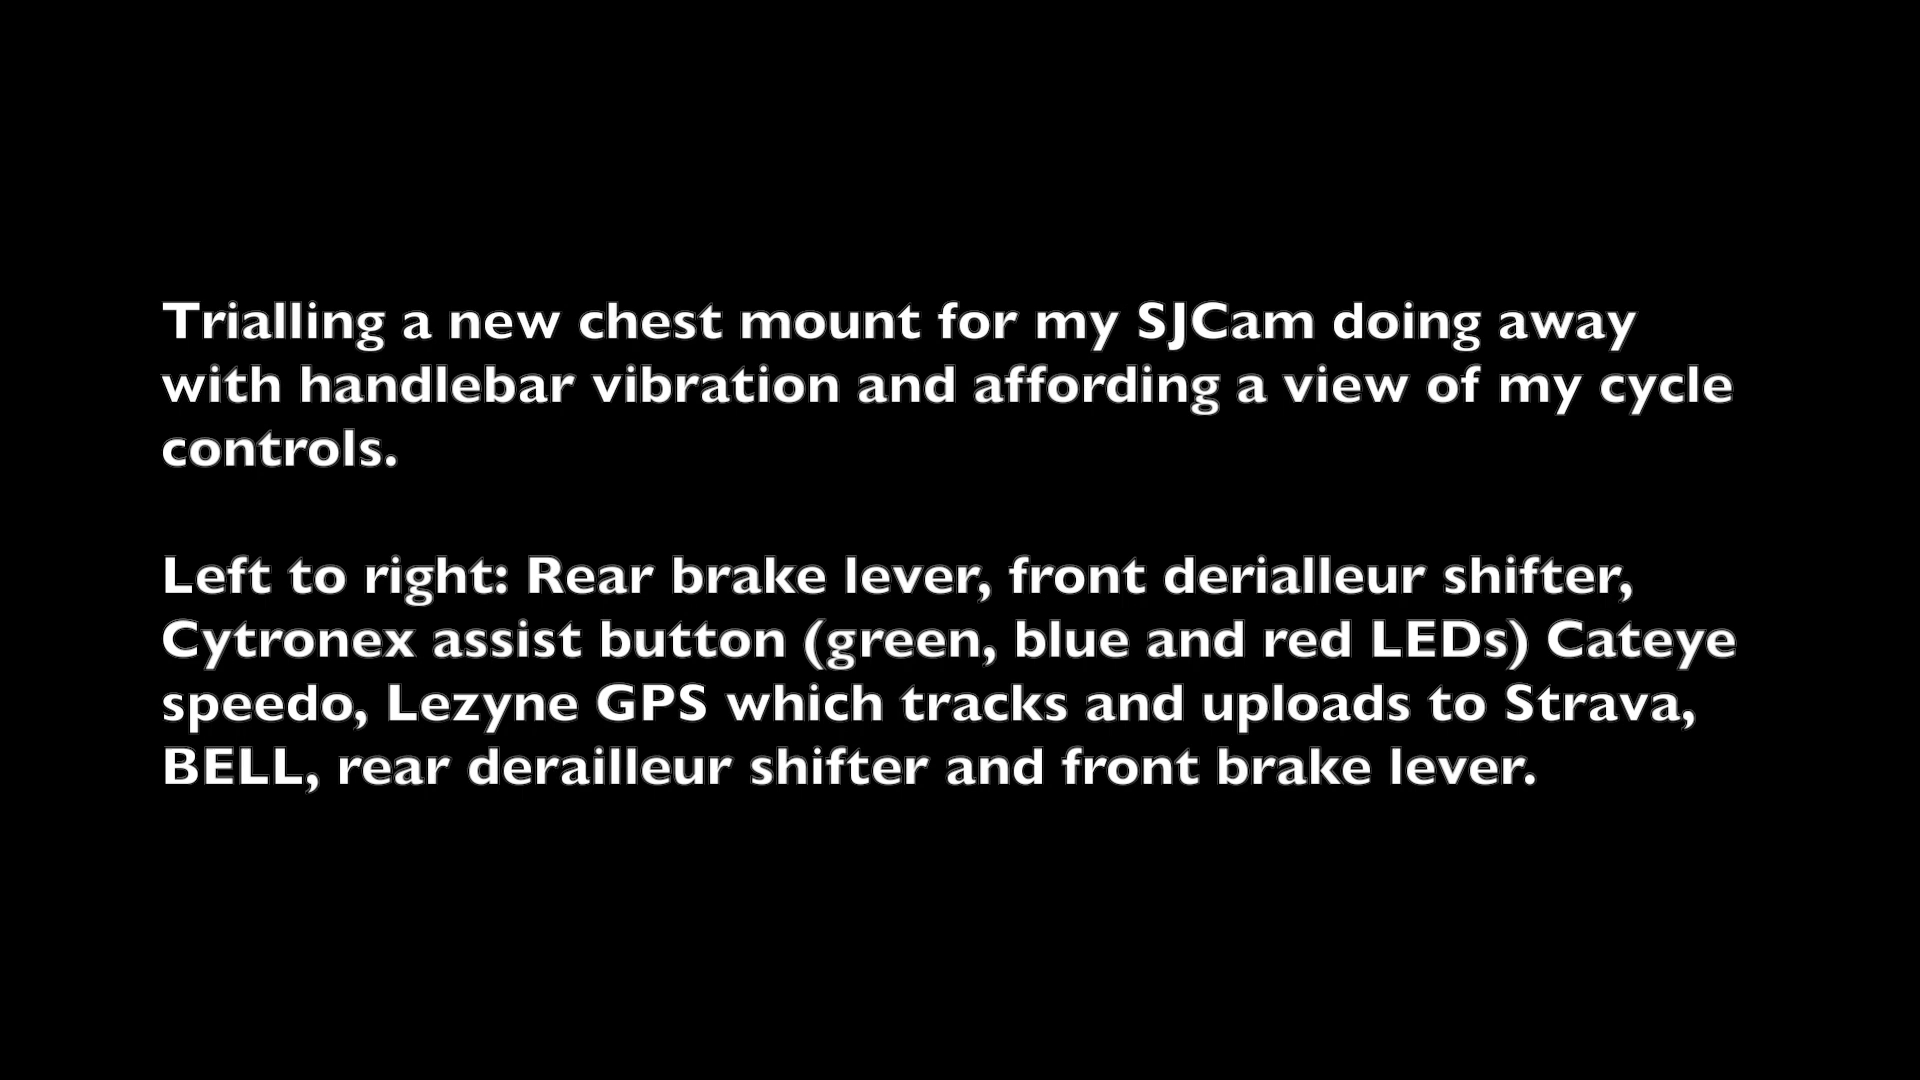 Trialling a new chest mount for my SJCam doing away
with handlebar vibration and affording a view of my cycle
controls.
Left to right: Rear brake lever, front derialleur shifter,
Cytronex assist button (green, blue and red LEDs) Cateye
speedo, Lezyne GPS which tracks and uploads to Strava,
BELL, rear derailleur shifter and front brake lever.